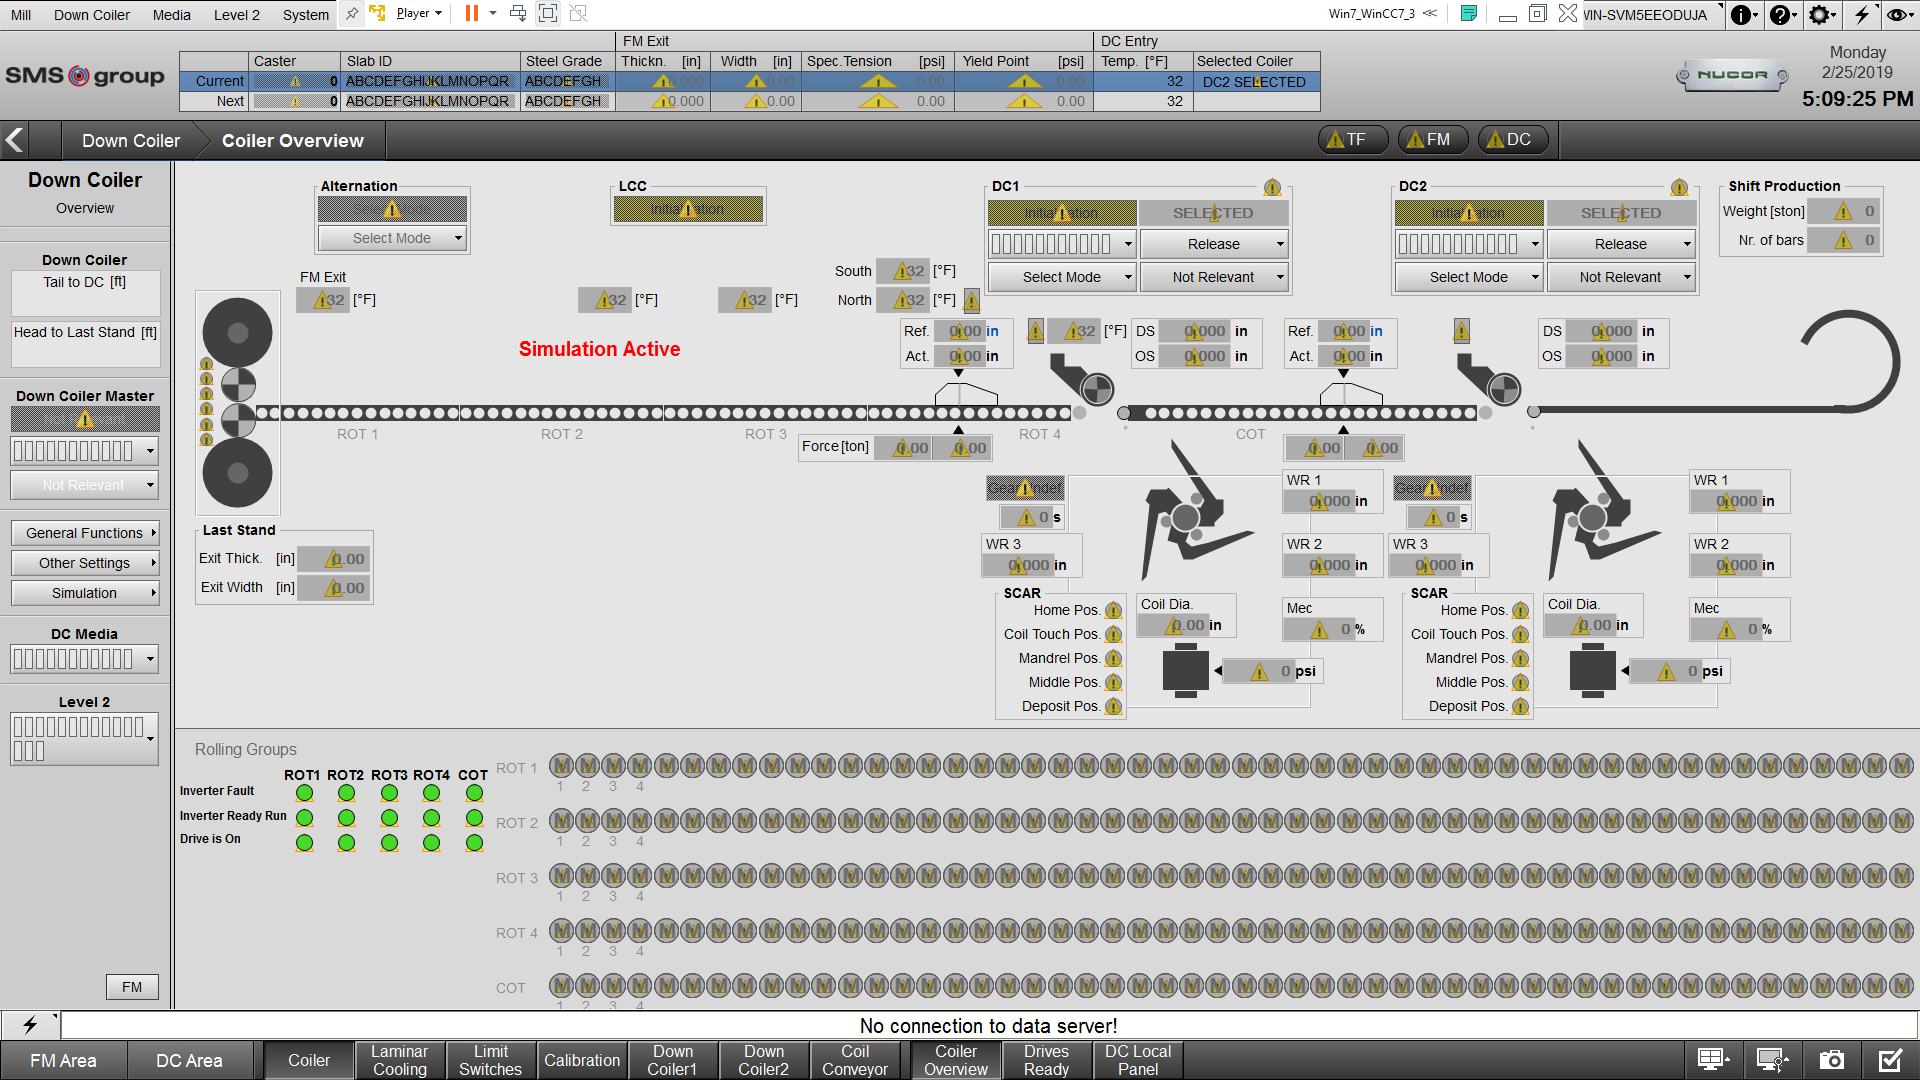 Mill Down Coiler Media Level 2 System Player Win7_WinCC7_3 WIN-SVM5EEODUJA
SMS group
FM Exit DC Entry
Caster Slab ID Steel Grade Thickn. [in] Width [in] Spec.Tension [psi] Yield Point [psi] Temp. [°F] Selected Coiler
Current 0 ABCDEFGHIJKLMNOPQR ABCDEFGH 0.000 0.00 0.00 0.00 32 DC2 SELECTED
Next 0 ABCDEFGHIJKLMNOPQR ABCDEFGH 0.000 0.00 0.00 0.00 32
NUCOR
Monday
2/25/2019
5:09:25 PM
Down Coiler Coiler Overview TF FM DC
Down Coiler
Overview
Down Coiler
Tail to DC [ft]
Head to Last Stand [ft]
Down Coiler Master
Not Relevant
General Functions
Other Settings
Simulation
DC Media
Level 2
FM
Alternation
Select Mode
Select Mode
LCC
Initialization
DC1
Initialization SELECTED
Release
Select Mode Not Relevant
DC2
Initialization SELECTED
Release
Select Mode Not Relevant
Shift Production
Weight [ston] 0
Nr. of bars 0
FM Exit
32 [°F] 32 [°F] 32 [°F]
South 32 [°F]
North 32 [°F]
Simulation Active
Ref. 0.00 in
Act. 0.00 in
32 [°F]
DS 0.000 in
OS 0.000 in
Ref. 0.00 in
Act. 0.00 in
DS 0.000 in
OS 0.000 in
ROT 1 ROT 2 ROT 3 ROT 4 COT
Force [ton] 0.00 0.00
0.00 0.00
Last Stand
Exit Thick. [in] 0.00
Exit Width [in] 0.00
Gear Undef
0 s
WR 1
0.000 in
WR 3
0.000 in
WR 2
0.000 in
SCAR
Home Pos.
Coil Touch Pos.
Mandrel Pos.
Middle Pos.
Deposit Pos.
Coil Dia.
0.00 in
Mec
0 %
0 psi
Gear Undef
0 s
WR 1
0.000 in
WR 3
0.000 in
WR 2
0.000 in
SCAR
Home Pos.
Coil Touch Pos.
Mandrel Pos.
Middle Pos.
Deposit Pos.
Coil Dia.
0.00 in
Mec
0 %
0 psi
Rolling Groups
ROT1 ROT2 ROT3 ROT4 COT
Inverter Fault
Inverter Ready Run
Drive is On
ROT 1 M M M M M M M M M M M M M M M M M M M M M M M M M M M M M M M M M M M M M M M M M M M M M M M M M M M M
1 2 3 4
ROT 2 M M M M M M M M M M M M M M M M M M M M M M M M M M M M M M M M M M M M M M M M M M M M M M M M M M M M
1 2 3 4
ROT 3 M M M M M M M M M M M M M M M M M M M M M M M M M M M M M M M M M M M M M M M M M M M M M M M M M M M M
1 2 3 4
ROT 4 M M M M M M M M M M M M M M M M M M M M M M M M M M M M M M M M M M M M M M M M M M M M M M M M M M M M
1 2 3 4
COT M M M M M M M M M M M M M M M M M M M M M M M M M M M M M M M M M M M M M M M M M M M M M M M M M M M M
1 2 3 4
No connection to data server!
FM Area DC Area Coiler Laminar Cooling Limit Switches Calibration Down Coiler1 Down Coiler2 Coil Conveyor Coiler Overview Drives Ready DC Local Panel